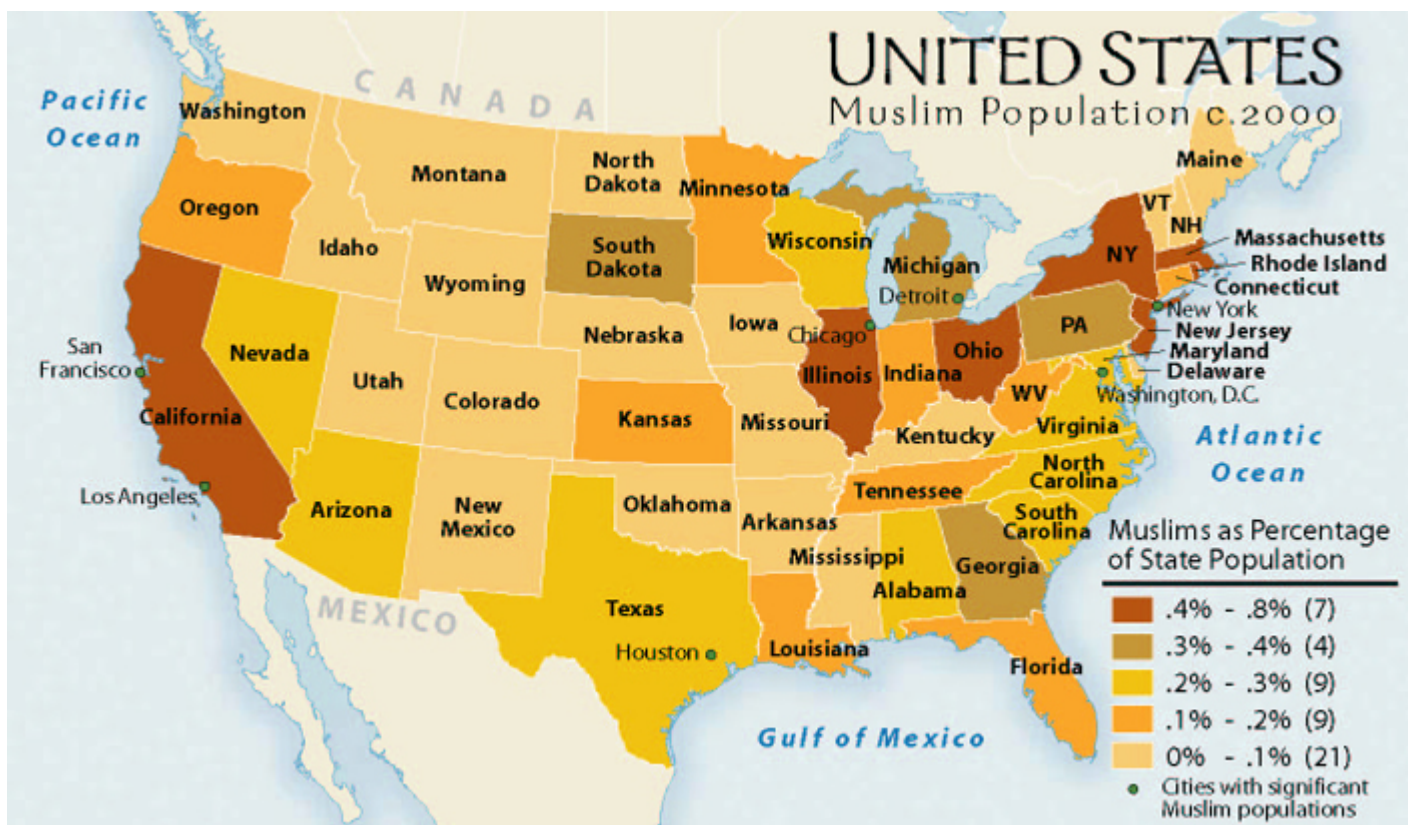 UNITED STATES
Muslim Population c.2000
CANADA
Pacific
Ocean
Washington
Montana
North
Dakota
Minnesota
Maine
VT
NH
Oregon
Idaho
South
Dakota
Wisconsin
Michigan
NY
Massachusetts
Rhode Island
Connecticut
Wyoming
Detroit
New York
Nebraska
Iowa
Chicago
PA
New Jersey
San
Francisco
Nevada
Utah
Colorado
Illinois
Indiana
Ohio
Maryland
Delaware
Washington, D.C.
California
Kansas
Missouri
WV
Virginia
Kentucky
Atlantic
Ocean
Los Angeles
Arizona
New
Mexico
Oklahoma
Arkansas
Tennessee
North
Carolina
South
Carolina
Mississippi
Alabama
Georgia
MEXICO
Texas
Houston
Louisiana
Florida
Gulf of Mexico
Muslims as Percentage
of State Population
.4% - .8% (7)
.3% - .4% (4)
.2% - .3% (9)
.1% - .2% (9)
0% - .1% (21)
Cities with significant
Muslim populations